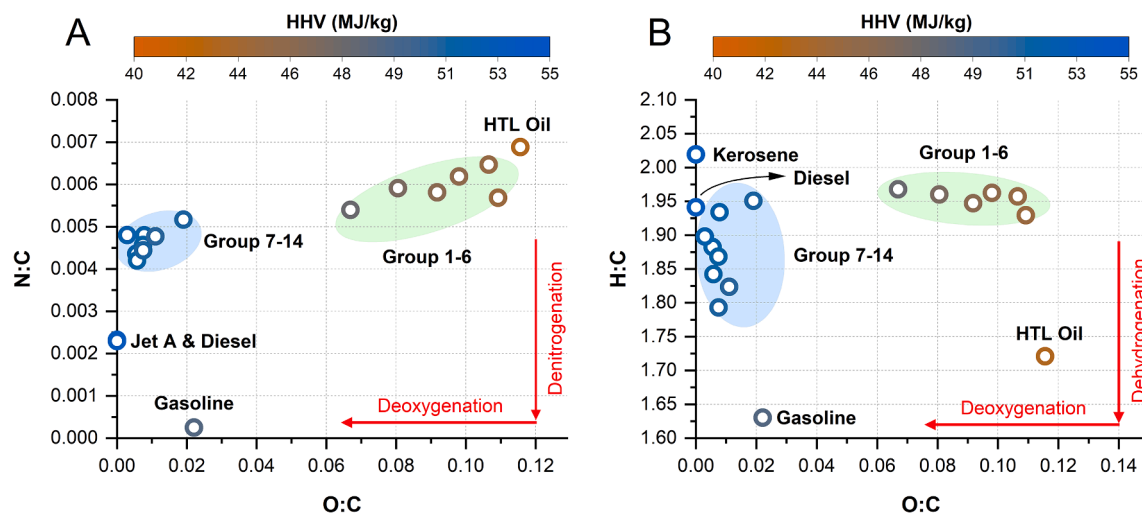 A
HHV (MJ/kg)
40 42 44 46 48 49 51 53 55
N:C
0.008
0.007
0.006
0.005
0.004
0.003
0.002
0.001
0.000
HTL Oil
Group 7-14
Group 1-6
Jet A & Diesel
Gasoline
Deoxygenation
Denitrogenation
0.00 0.02 0.04 0.06 0.08 0.10 0.12
O:C
B
HHV (MJ/kg)
40 42 44 46 48 49 51 53 55
H:C
2.10
2.05
2.00
1.95
1.90
1.85
1.80
1.75
1.70
1.65
1.60
Kerosene
Diesel
Group 1-6
Group 7-14
HTL Oil
Gasoline
Deoxygenation
Dehydrogenation
0.00 0.02 0.04 0.06 0.08 0.10 0.12 0.14
O:C